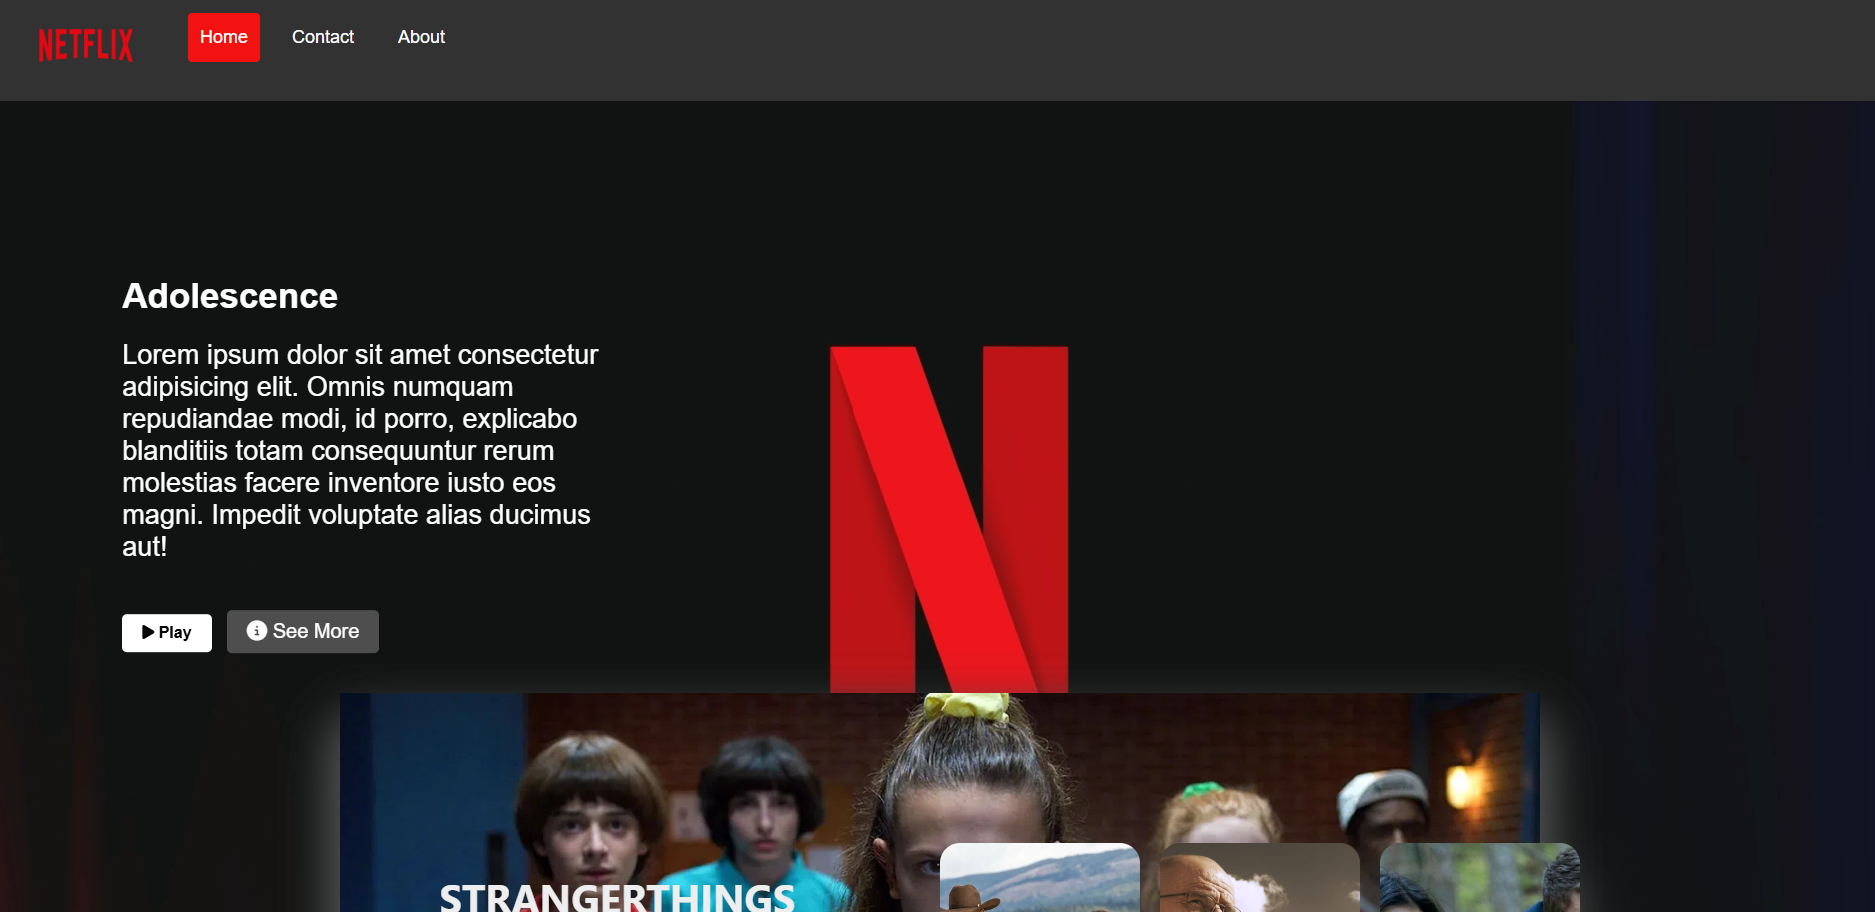 NETFLIX
Home
Contact
About
Adolescence
Lorem ipsum dolor sit amet consectetur
adipisicing elit. Omnis numquam
repudiandae modi, id porro, explicabo
blanditiis totam consequuntur rerum
molestias facere inventore iusto eos
magni. Impedit voluptate alias ducimus
aut!
Play
See More
N
STRANGERTHINGS